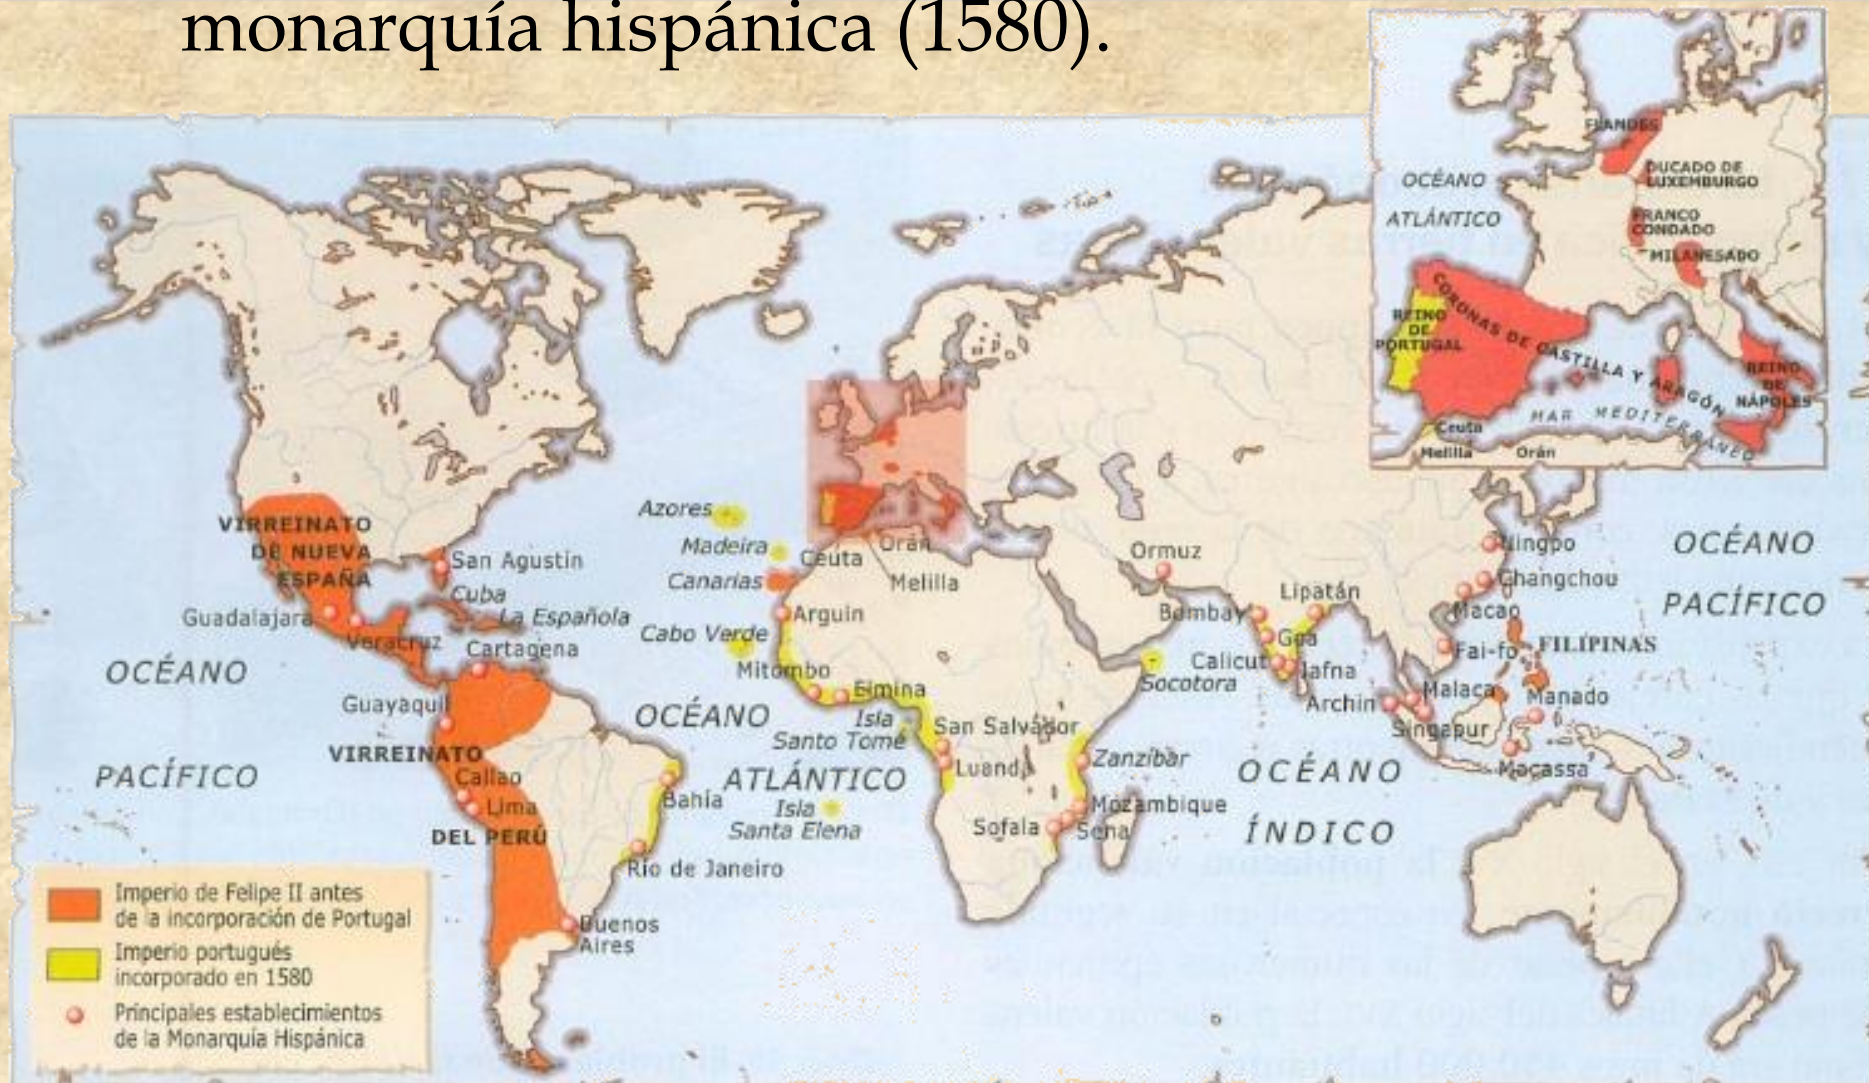 monarquía hispánica (1580).
FLANDES
DUCADO DE
LUXEMBURGO
OCÉANO
ATLÁNTICO
FRANCO
CONDADO
MILANESADO
CORONAS DE CASTILLA Y ARAGÓN
REINO
DE
PORTUGAL
REINO
DE
NÁPOLES
MAR MEDITERRÁNEO
Ceuta
Melilla
Orán
VIRREINATO
DE NUEVA
ESPAÑA
San Agustín
Cuba
La Española
Guadalajara
Veracruz
Cartagena
OCÉANO
PACÍFICO
Guayaquil
VIRREINATO
DEL PERÚ
Callao
Lima
Bahía
Río de Janeiro
Buenos
Aires
Azores
Madeira
Canarias
Ceuta
Orán
Melilla
Arguin
Cabo Verde
Mitombo
Elmina
OCÉANO
ATLÁNTICO
Isla
Santo Tomé
San Salvador
Luanda
Isla
Santa Elena
Zanzíbar
Mozambique
Sofala
Sena
Ormuz
Socotora
Bombay
Lipatán
Goa
Calicut
Jafna
OCÉANO
ÍNDICO
Ningpo
Changchou
Macao
Fai-fo
FILIPINAS
Archin
Malaca
Singapur
Manado
Macassa
OCÉANO
PACÍFICO
Imperio de Felipe II antes
de la incorporación de Portugal
Imperio portugués
incorporado en 1580
Principales establecimientos
de la Monarquía Hispánica